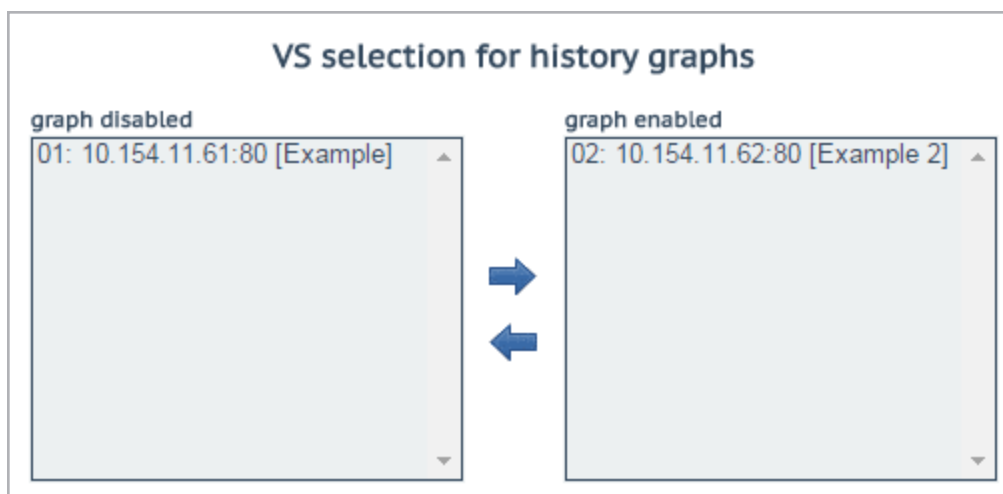 VS selection for history graphs
graph disabled
01: 10.154.11.61:80 [Example]
graph enabled
02: 10.154.11.62:80 [Example 2]